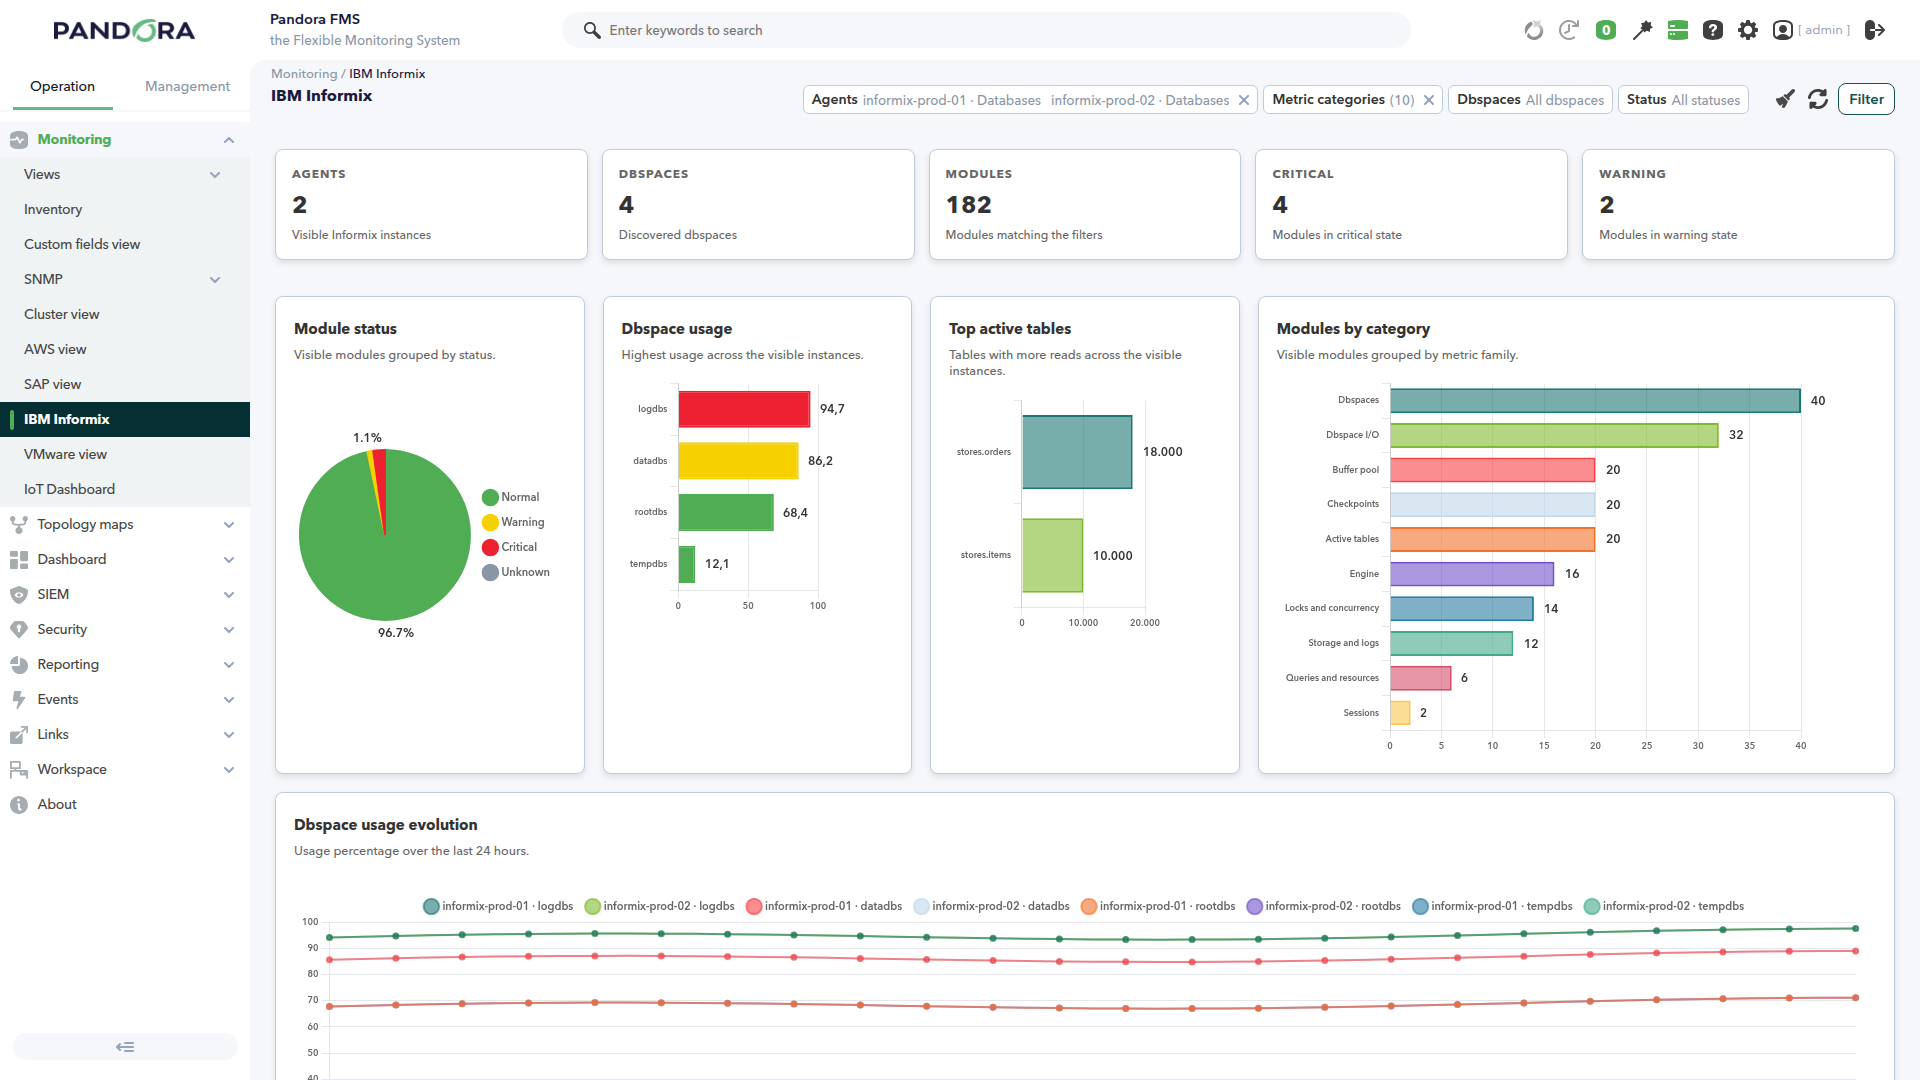 PANDORA
Pandora FMS
the Flexible Monitoring System
Enter keywords to search
0
?
[ admin ]
Operation
Management
Monitoring
Views
Inventory
Custom fields view
SNMP
Cluster view
AWS view
SAP view
IBM Informix
VMware view
IoT Dashboard
Topology maps
Dashboard
SIEM
Security
Reporting
Events
Links
Workspace
About
Monitoring / IBM Informix
IBM Informix
Agents informix-prod-01 · Databases informix-prod-02 · Databases
Metric categories (10)
Dbspaces All dbspaces
Status All statuses
Filter
AGENTS
2
Visible Informix instances
DBSPACES
4
Discovered dbspaces
MODULES
182
Modules matching the filters
CRITICAL
4
Modules in critical state
WARNING
2
Modules in warning state
Module status
Visible modules grouped by status.
1.1%
96.7%
Normal
Warning
Critical
Unknown
Dbspace usage
Highest usage across the visible instances.
logdbs 94,7
datadbs 86,2
rootdbs 68,4
tempdbs 12,1
0 50 100
Top active tables
Tables with more reads across the visible
instances.
stores.orders 18.000
stores.items 10.000
0 10.000 20.000
Modules by category
Visible modules grouped by metric family.
Dbspaces 40
Dbspace I/O 32
Buffer pool 20
Checkpoints 20
Active tables 20
Engine 16
Locks and concurrency 14
Storage and logs 12
Queries and resources 6
Sessions 2
0 5 10 15 20 25 30 35 40
Dbspace usage evolution
Usage percentage over the last 24 hours.
informix-prod-01 · logdbs informix-prod-02 · logdbs informix-prod-01 · datadbs informix-prod-02 · datadbs informix-prod-01 · rootdbs informix-prod-02 · rootdbs informix-prod-01 · tempdbs informix-prod-02 · tempdbs
100
90
80
70
60
50
40